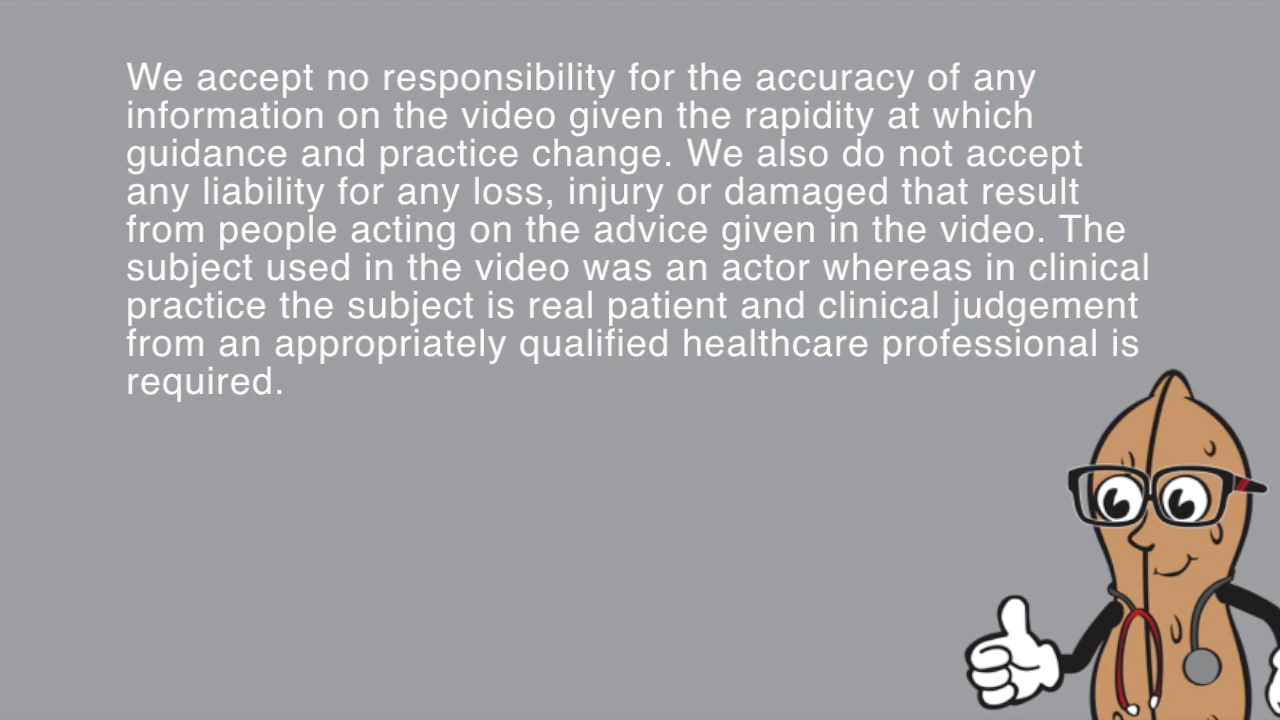 We accept no responsibility for the accuracy of any
information on the video given the rapidity at which
guidance and practice change. We also do not accept
any liability for any loss, injury or damaged that result
from people acting on the advice given in the video. The
subject used in the video was an actor whereas in clinical
practice the subject is real patient and clinical judgement
from an appropriately qualified healthcare professional is
required.